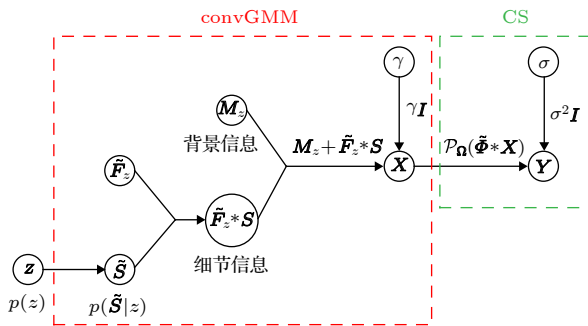 convGMM
CS
γ
σ
M_z
γI
σ²I
背景信息
M_z+F̃_z*S
P_Ω(Φ̃*X)
F̃_z
X
Y
F̃_z*S
z
S̃
细节信息
p(z)
p(S̃|z)